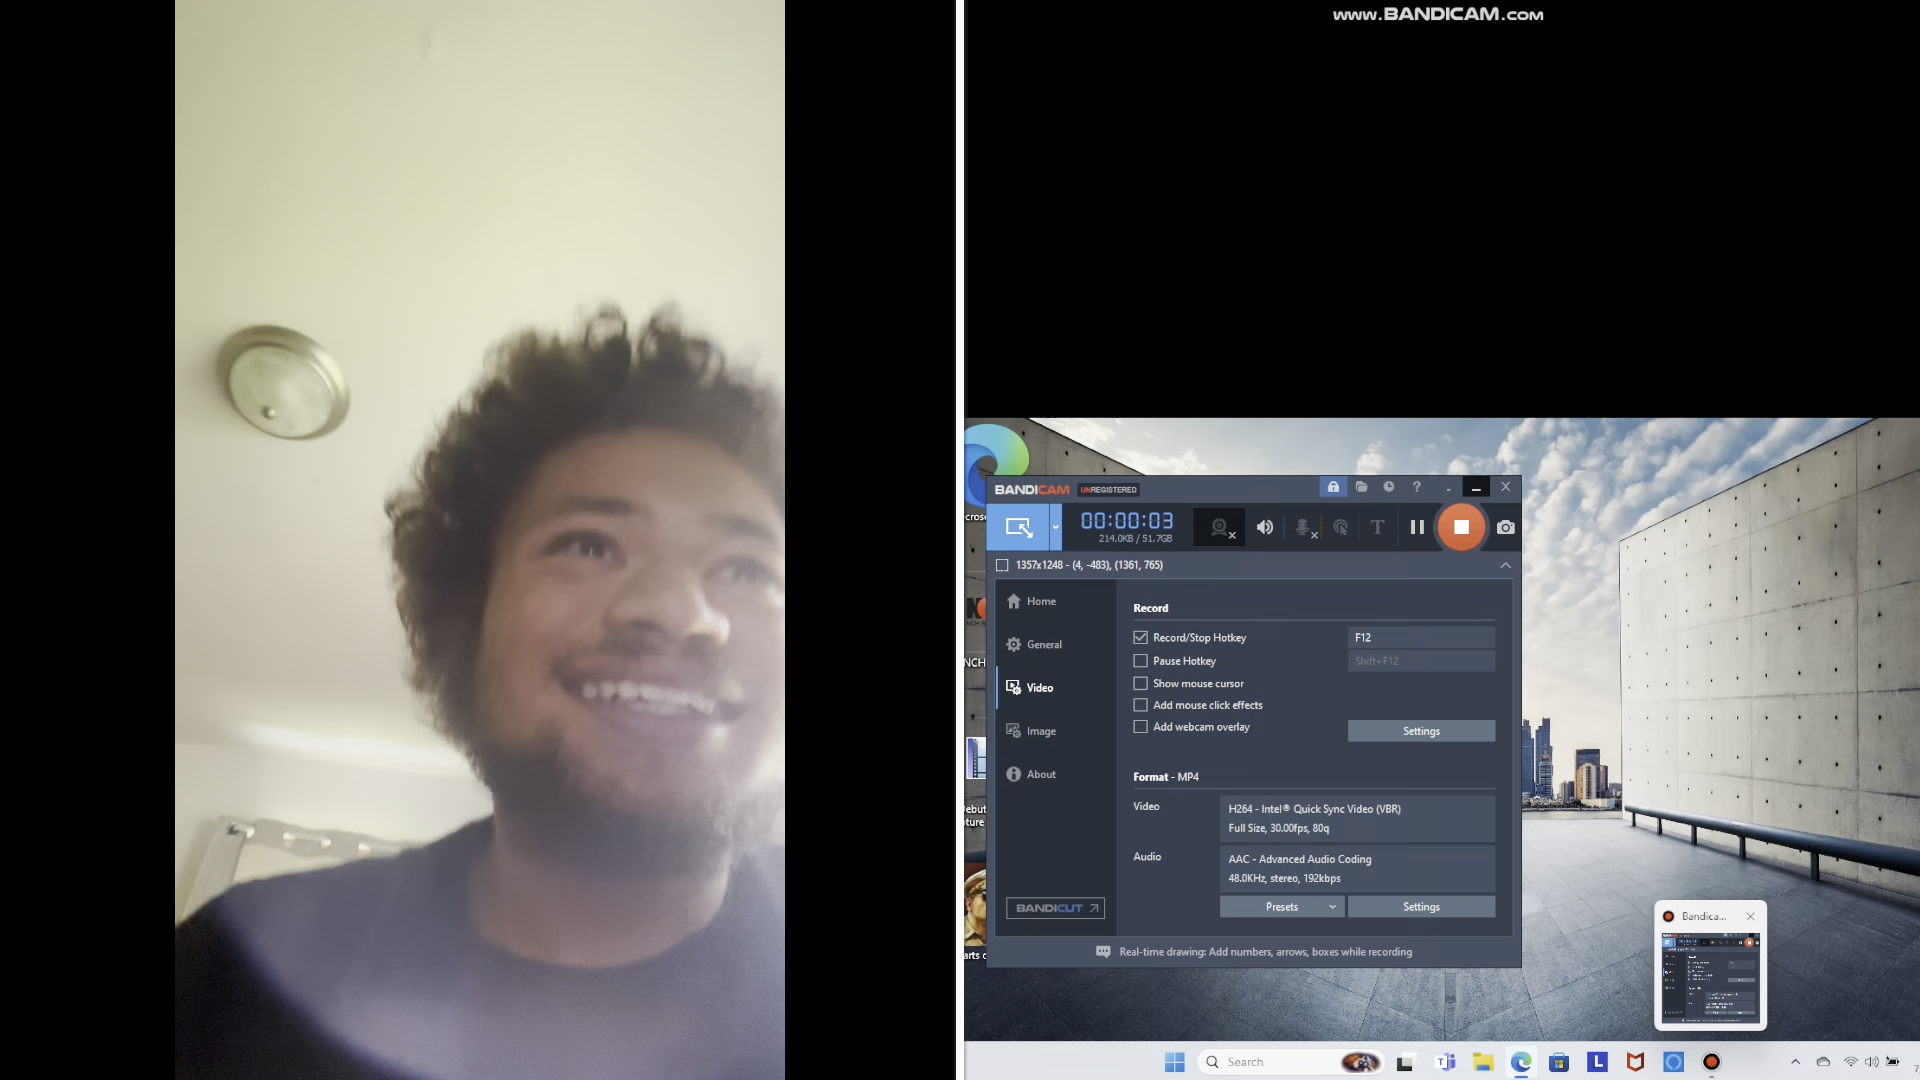 www.BANDICAM.com
BANDICAM UNREGISTERED
00:00:03
214.0KB / 51.7GB
1357x1248 - (4, -483), (1361, 765)
Home
General
Video
Image
About
BANDICUT
Record
Record/Stop Hotkey
F12
Pause Hotkey
Shift+F12
Show mouse cursor
Add mouse click effects
Add webcam overlay
Settings
Format - MP4
Video
H264 - Intel® Quick Sync Video (VBR)
Full Size, 30.00fps, 80q
Audio
AAC - Advanced Audio Coding
48.0KHz, stereo, 192kbps
Presets
Settings
Real-time drawing: Add numbers, arrows, boxes while recording
Bandica...
Search